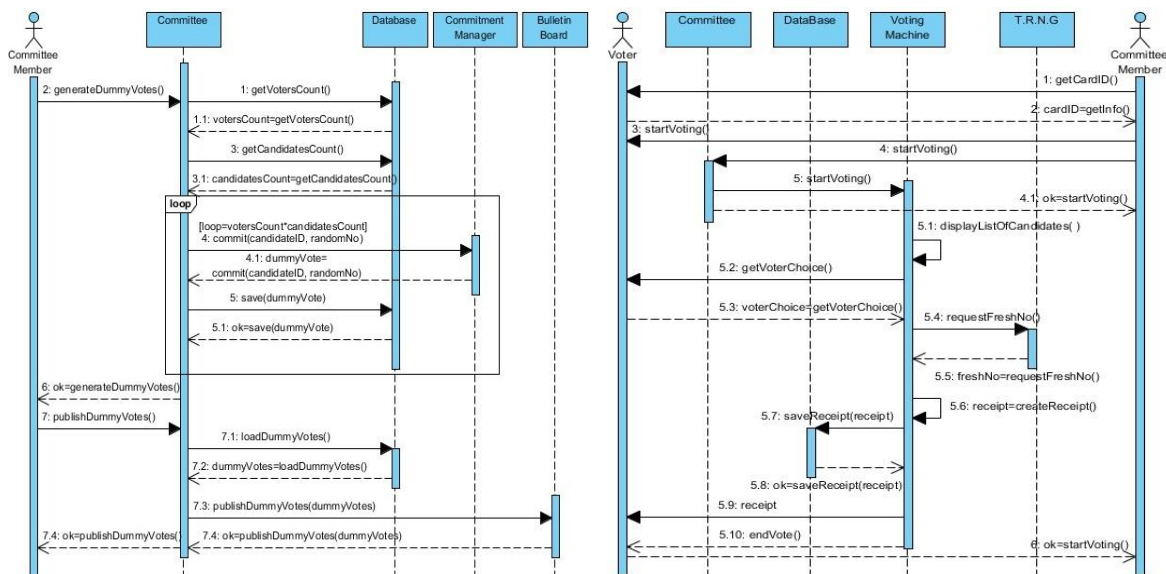 Committee
Member
Committee
Database
Commitment
Manager
Bulletin
Board
2: generateDummyVotes()
1: getVotersCount()
1.1: votersCount=getVotersCount()
3: getCandidatesCount()
3.1: candidatesCount=getCandidatesCount()
loop
[loop=votersCount*candidatesCount]
4: commit(candidateID, randomNo)
4.1: dummyVote=
commit(candidateID, randomNo)
5: save(dummyVote)
5.1: ok=save(dummyVote)
6: ok=generateDummyVotes()
7: publishDummyVotes()
7.1: loadDummyVotes()
7.2: dummyVotes=loadDummyVotes()
7.3: publishDummyVotes(dummyVotes)
7.4: ok=publishDummyVotes()
7.4: ok=publishDummyVotes(dummyVotes)
Voter
Committee
DataBase
Voting
Machine
T.R.N.G
Committee
Member
1: getCardID()
2: cardID=getInfo()
3: startVoting()
4: startVoting()
5: startVoting()
4.1: ok=startVoting()
5.1: displayListOfCandidates( )
5.2: getVoterChoice()
5.3: voterChoice=getVoterChoice()
5.4: requestFreshNo()
5.5: freshNo=requestFreshNo()
5.6: receipt=createReceipt()
5.7: saveReceipt(receipt)
5.8: ok=saveReceipt(receipt)
5.9: receipt
5.10: endVote()
6: ok=startVoting()